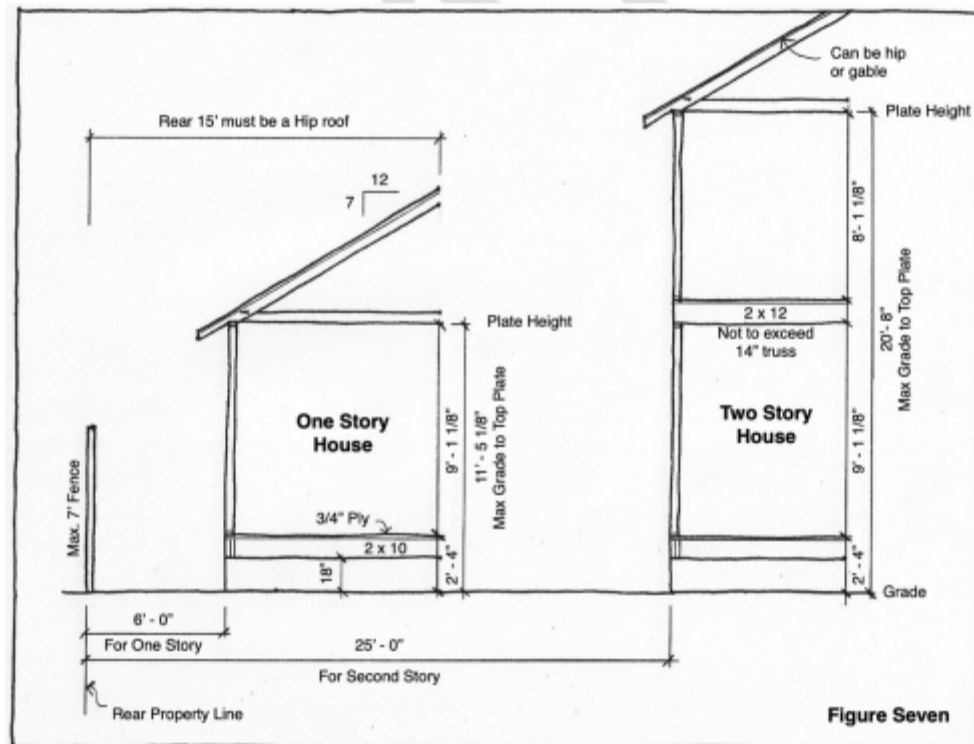 Can be hip
or gable
Rear 15' must be a Hip roof
Plate Height
12
7
8'- 1 1/8"
2 x 12
Plate Height
Not to exceed
14" truss
20'- 8"
Max Grade to Top Plate
One Story
House
Two Story
House
9' - 1 1/8"
11' - 5 1/8"
Max Grade to Top Plate
9' - 1 1/8"
Max. 7' Fence
3/4" Ply
2 x 10
18"
2' - 4"
2' - 4"
Grade
6' - 0"
For One Story
25' - 0"
For Second Story
Rear Property Line
Figure Seven